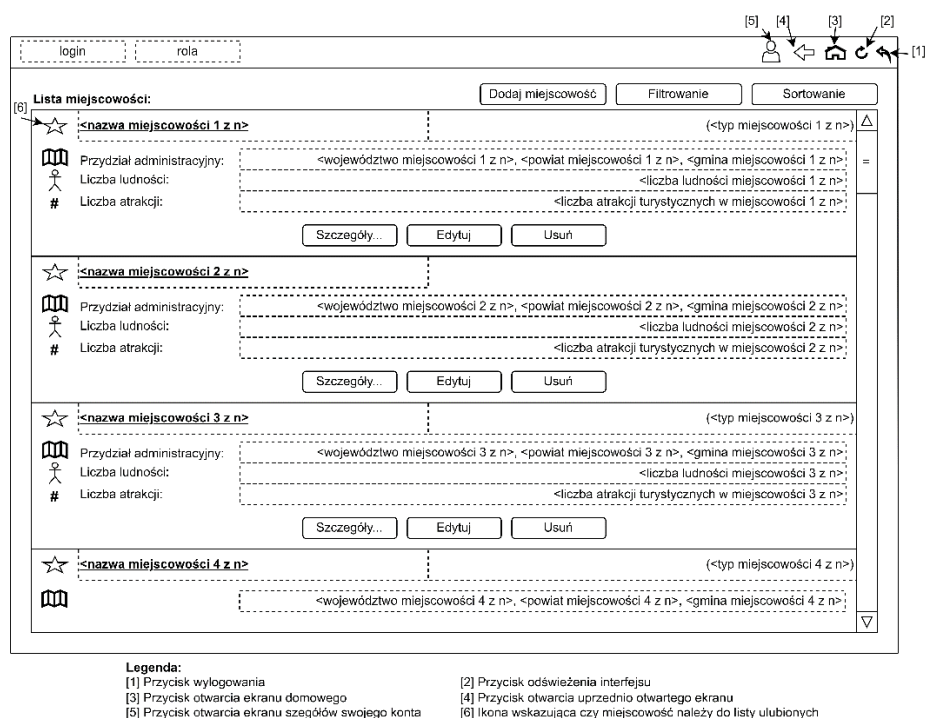 [5] [4] [3] [2]
login rola [1]
Lista miejscowości: Dodaj miejscowość Filtrowanie Sortowanie
[6]
<nazwa miejscowości 1 z n> (<typ miejscowości 1 z n>)
Przydział administracyjny: <województwo miejscowości 1 z n>, <powiat miejscowości 1 z n>, <gmina miejscowości 1 z n>
Liczba ludności: <liczba ludności miejscowości 1 z n>
# Liczba atrakcji: <liczba atrakcji turystycznych w miejscowości 1 z n>
Szczegóły... Edytuj Usuń
<nazwa miejscowości 2 z n>
Przydział administracyjny: <województwo miejscowości 2 z n>, <powiat miejscowości 2 z n>, <gmina miejscowości 2 z n>
Liczba ludności: <liczba ludności miejscowości 2 z n>
# Liczba atrakcji: <liczba atrakcji turystycznych w miejscowości 2 z n>
Szczegóły... Edytuj Usuń
<nazwa miejscowości 3 z n> (<typ miejscowości 3 z n>)
Przydział administracyjny: <województwo miejscowości 3 z n>, <powiat miejscowości 3 z n>, <gmina miejscowości 3 z n>
Liczba ludności: <liczba ludności miejscowości 3 z n>
# Liczba atrakcji: <liczba atrakcji turystycznych w miejscowości 3 z n>
Szczegóły... Edytuj Usuń
<nazwa miejscowości 4 z n> (<typ miejscowości 4 z n>)
<województwo miejscowości 4 z n>, <powiat miejscowości 4 z n>, <gmina miejscowości 4 z n>
Legenda:
[1] Przycisk wylogowania [2] Przycisk odświeżenia interfejsu
[3] Przycisk otwarcia ekranu domowego [4] Przycisk otwarcia uprzednio otwartego ekranu
[5] Przycisk otwarcia ekranu szegółów swojego konta [6] Ikona wskazująca czy miejscowość należy do listy ulubionych